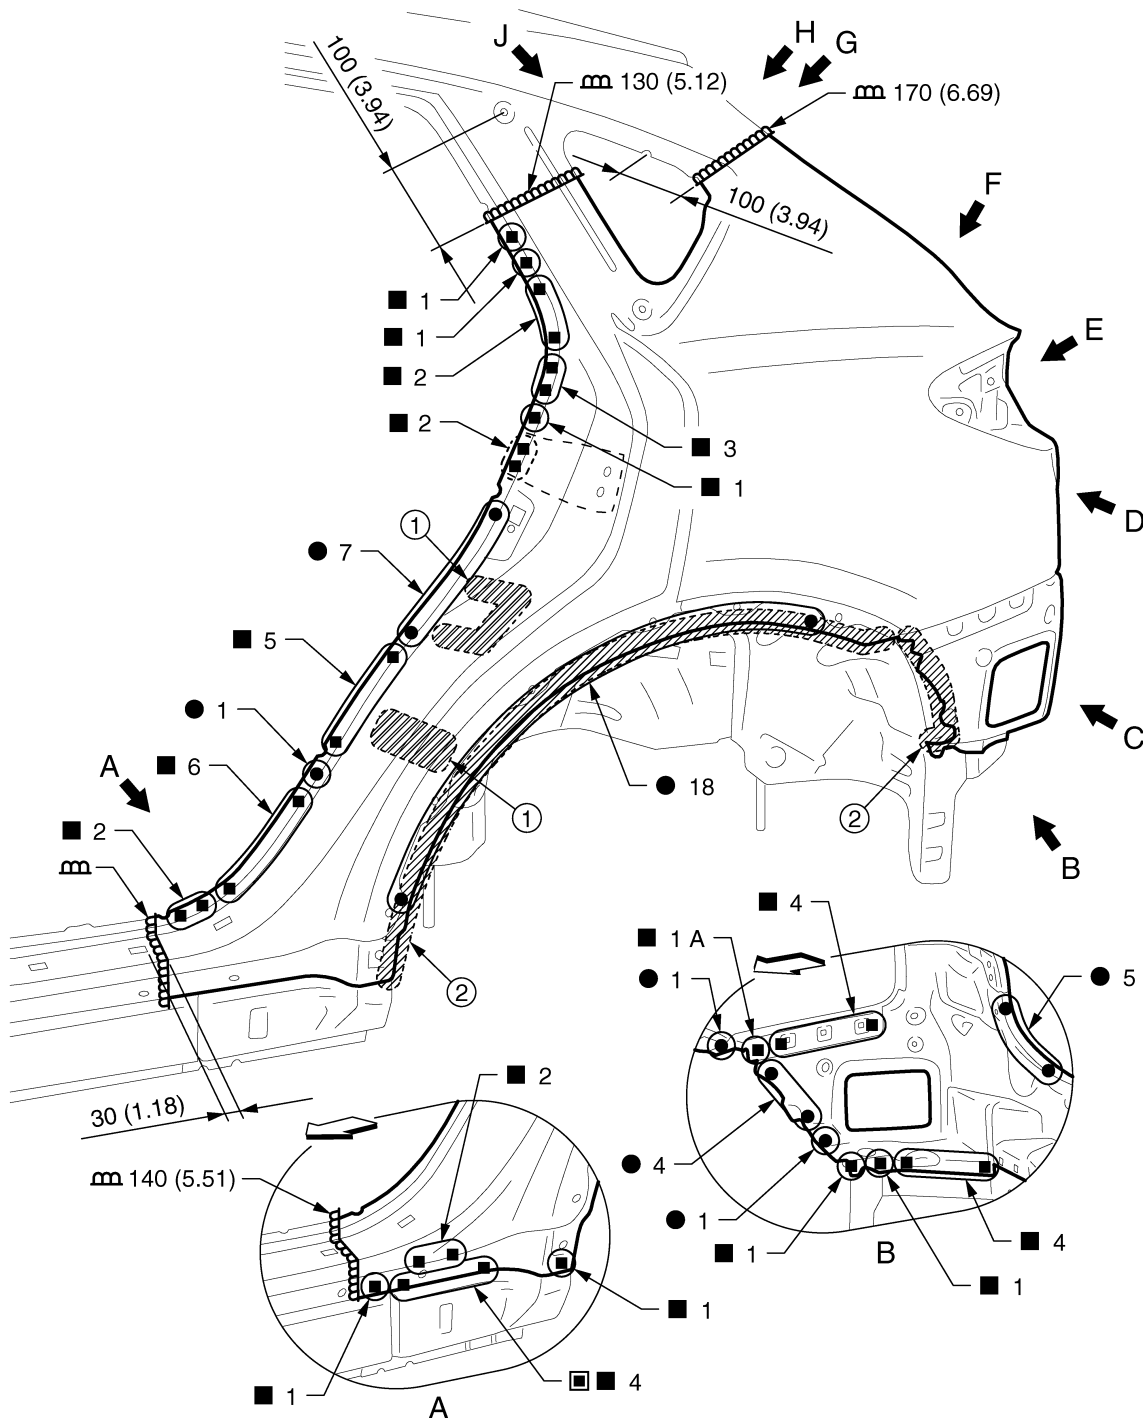 J
H
G
100 (3.94)
130 (5.12)
170 (6.69)
F
100 (3.94)
■ 1
■ 1
E
■ 2
■ 2
■ 3
■ 1
D
1
● 7
■ 5
● 1
C
A
■ 6
● 18
1
2
■ 2
B
■ 4
■ 1 A
● 1
● 5
2
30 (1.18)
■ 2
● 4
140 (5.51)
● 1
■ 1
B
■ 4
■ 1
■ 1
■ 1
▣ ■ 4
A